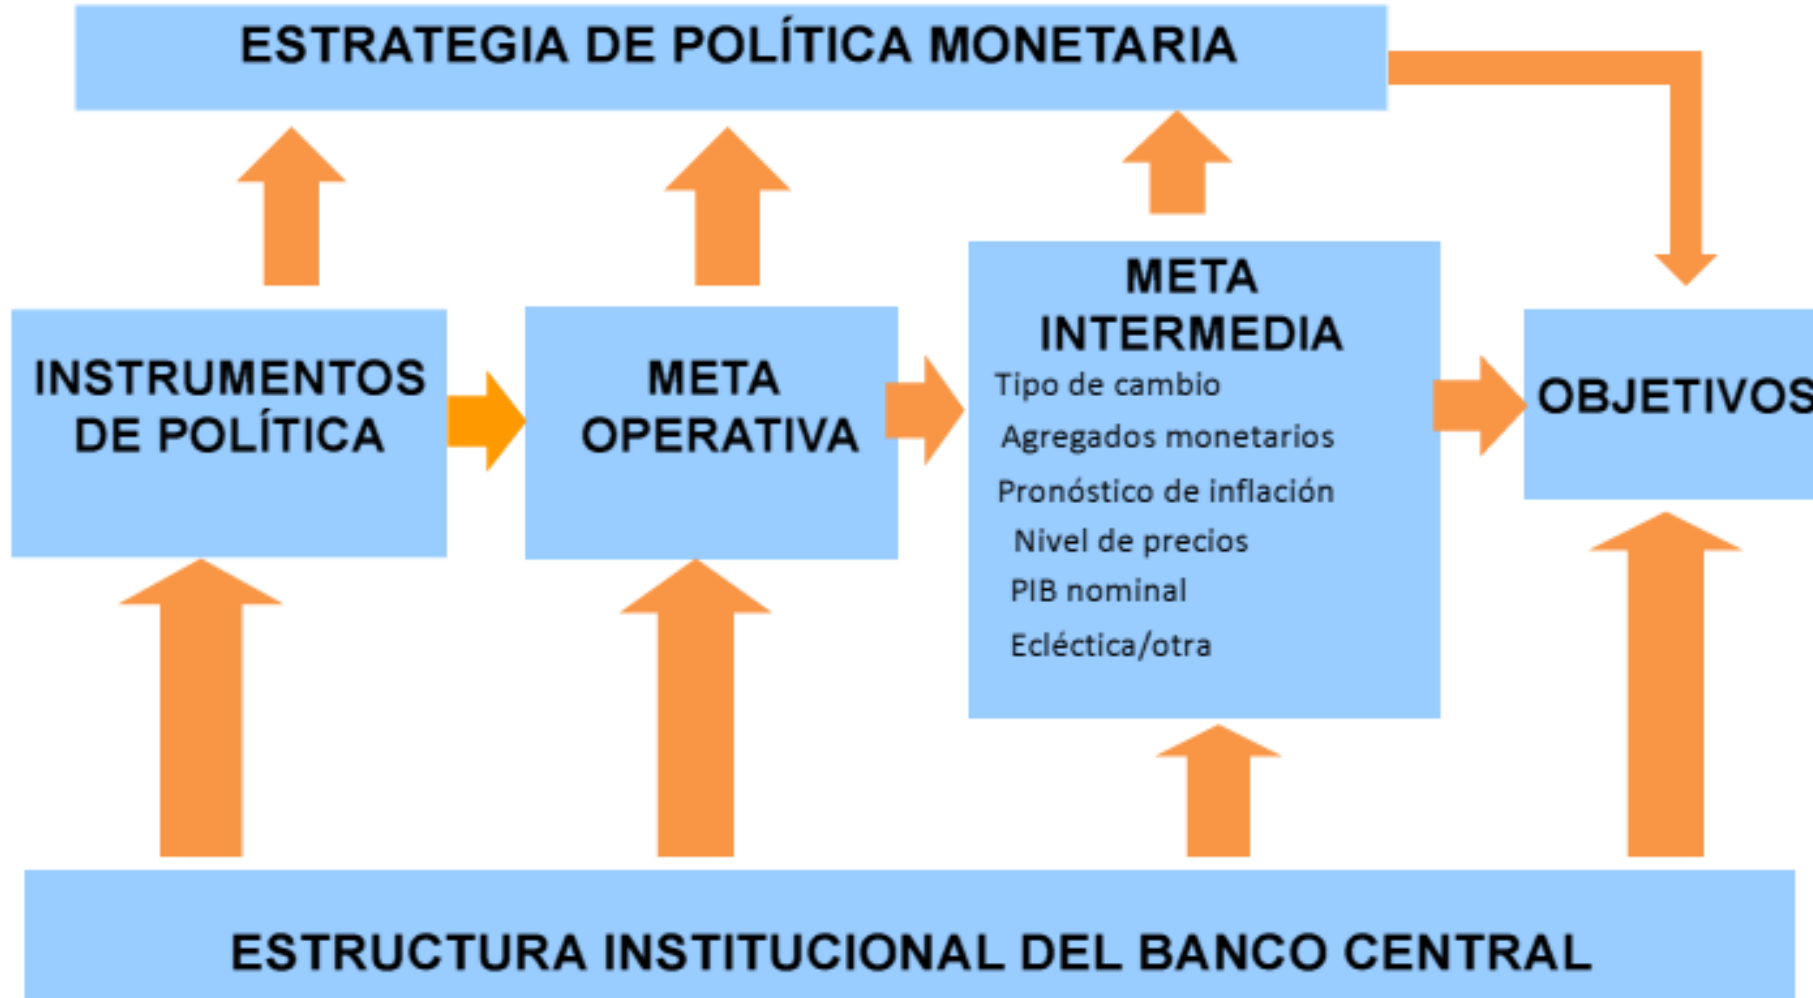 ESTRATEGIA DE POLÍTICA MONETARIA
INSTRUMENTOS
DE POLÍTICA
META
OPERATIVA
META
INTERMEDIA
Tipo de cambio
Agregados monetarios
Pronóstico de inflación
Nivel de precios
PIB nominal
Ecléctica/otra
OBJETIVOS
ESTRUCTURA INSTITUCIONAL DEL BANCO CENTRAL